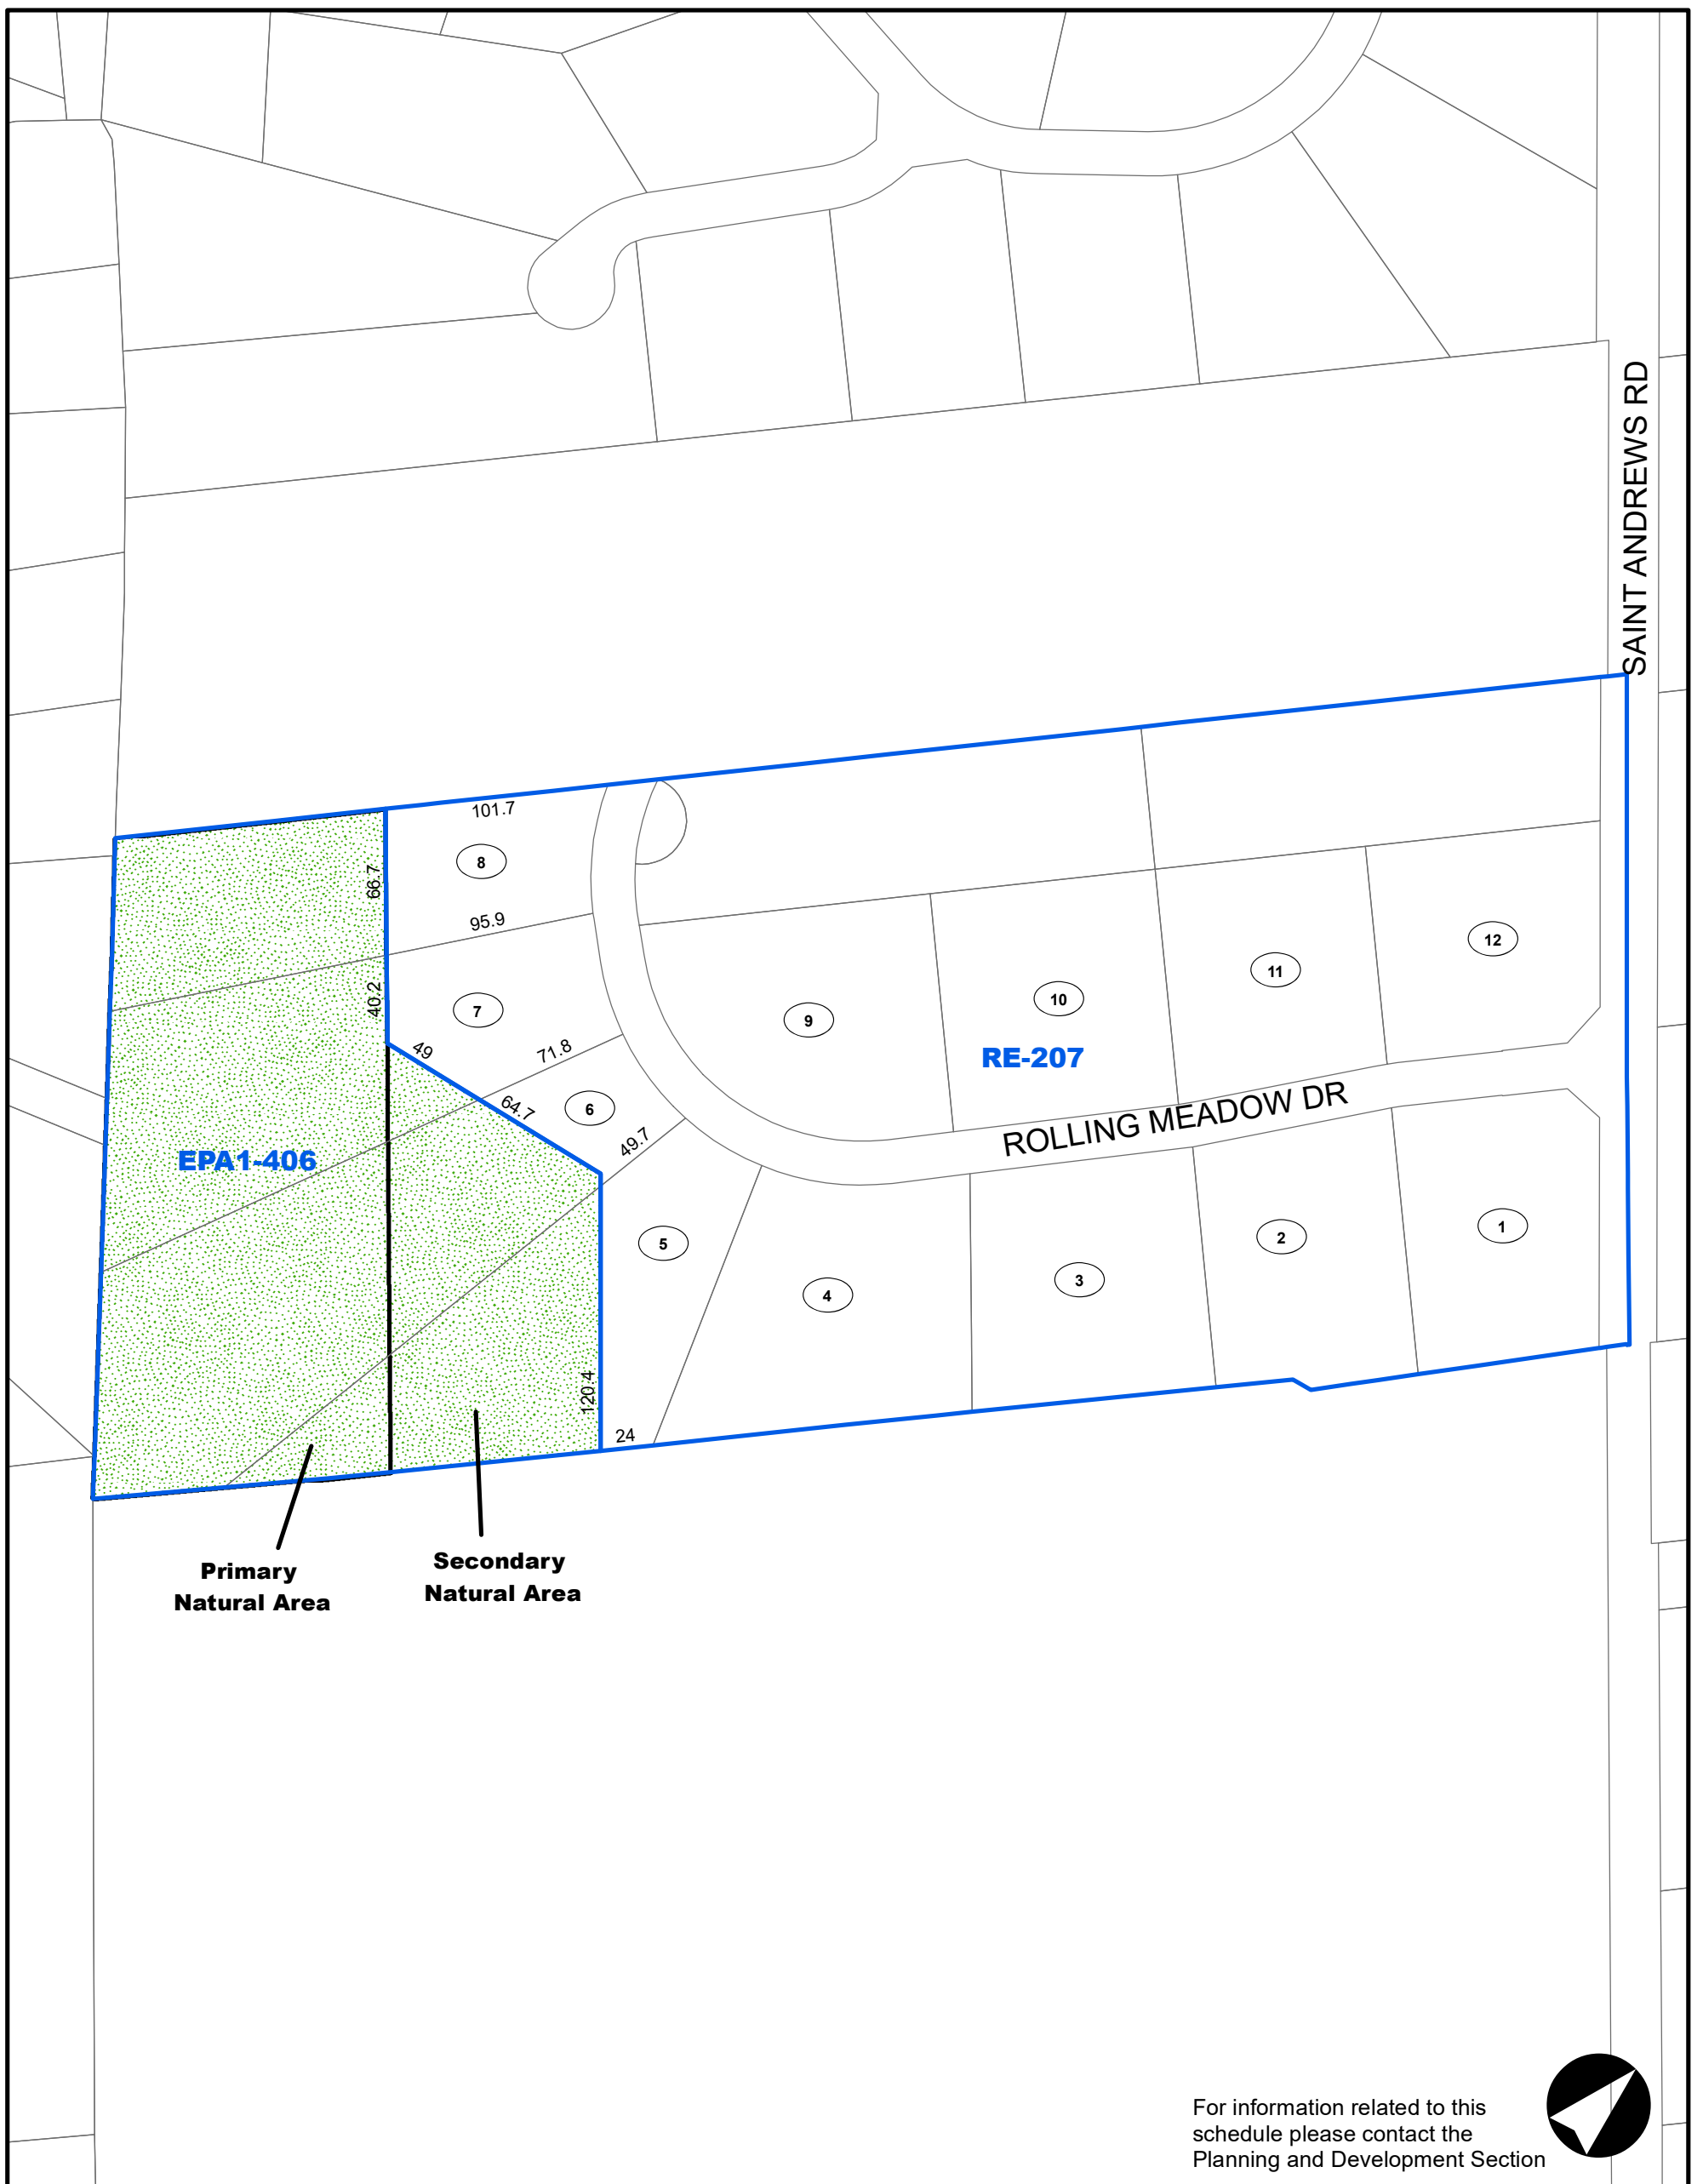 SAINT ANDREWS RD
101.7
8
66.7
95.9
12
11
40.2
10
7
9
49
71.8
RE-207
64.7
6
ROLLING MEADOW DR
49.7
EPA1-406
1
2
5
3
4
120.4
24
Primary
Natural Area
Secondary
Natural Area
For information related to this
schedule please contact the
Planning and Development Section